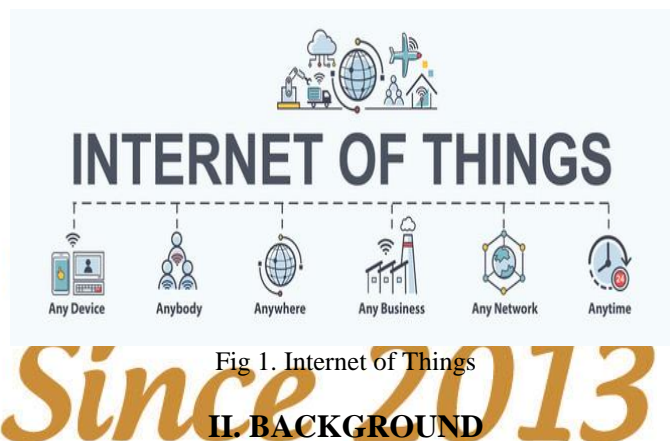 INTERNET OF THINGS
Any Device Anybody Anywhere Any Business Any Network Anytime
24
Fig 1. Internet of Things
Since 2013
II. BACKGROUND